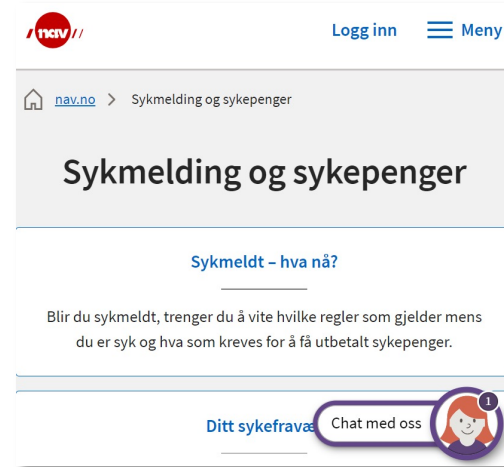 nav
Logg inn
Meny
nav.no > Sykmelding og sykepenger
Sykmelding og sykepenger
Sykmeldt – hva nå?
Blir du sykmeldt, trenger du å vite hvilke regler som gjelder mens
du er syk og hva som kreves for å få utbetalt sykepenger.
Ditt
Chat med oss
1